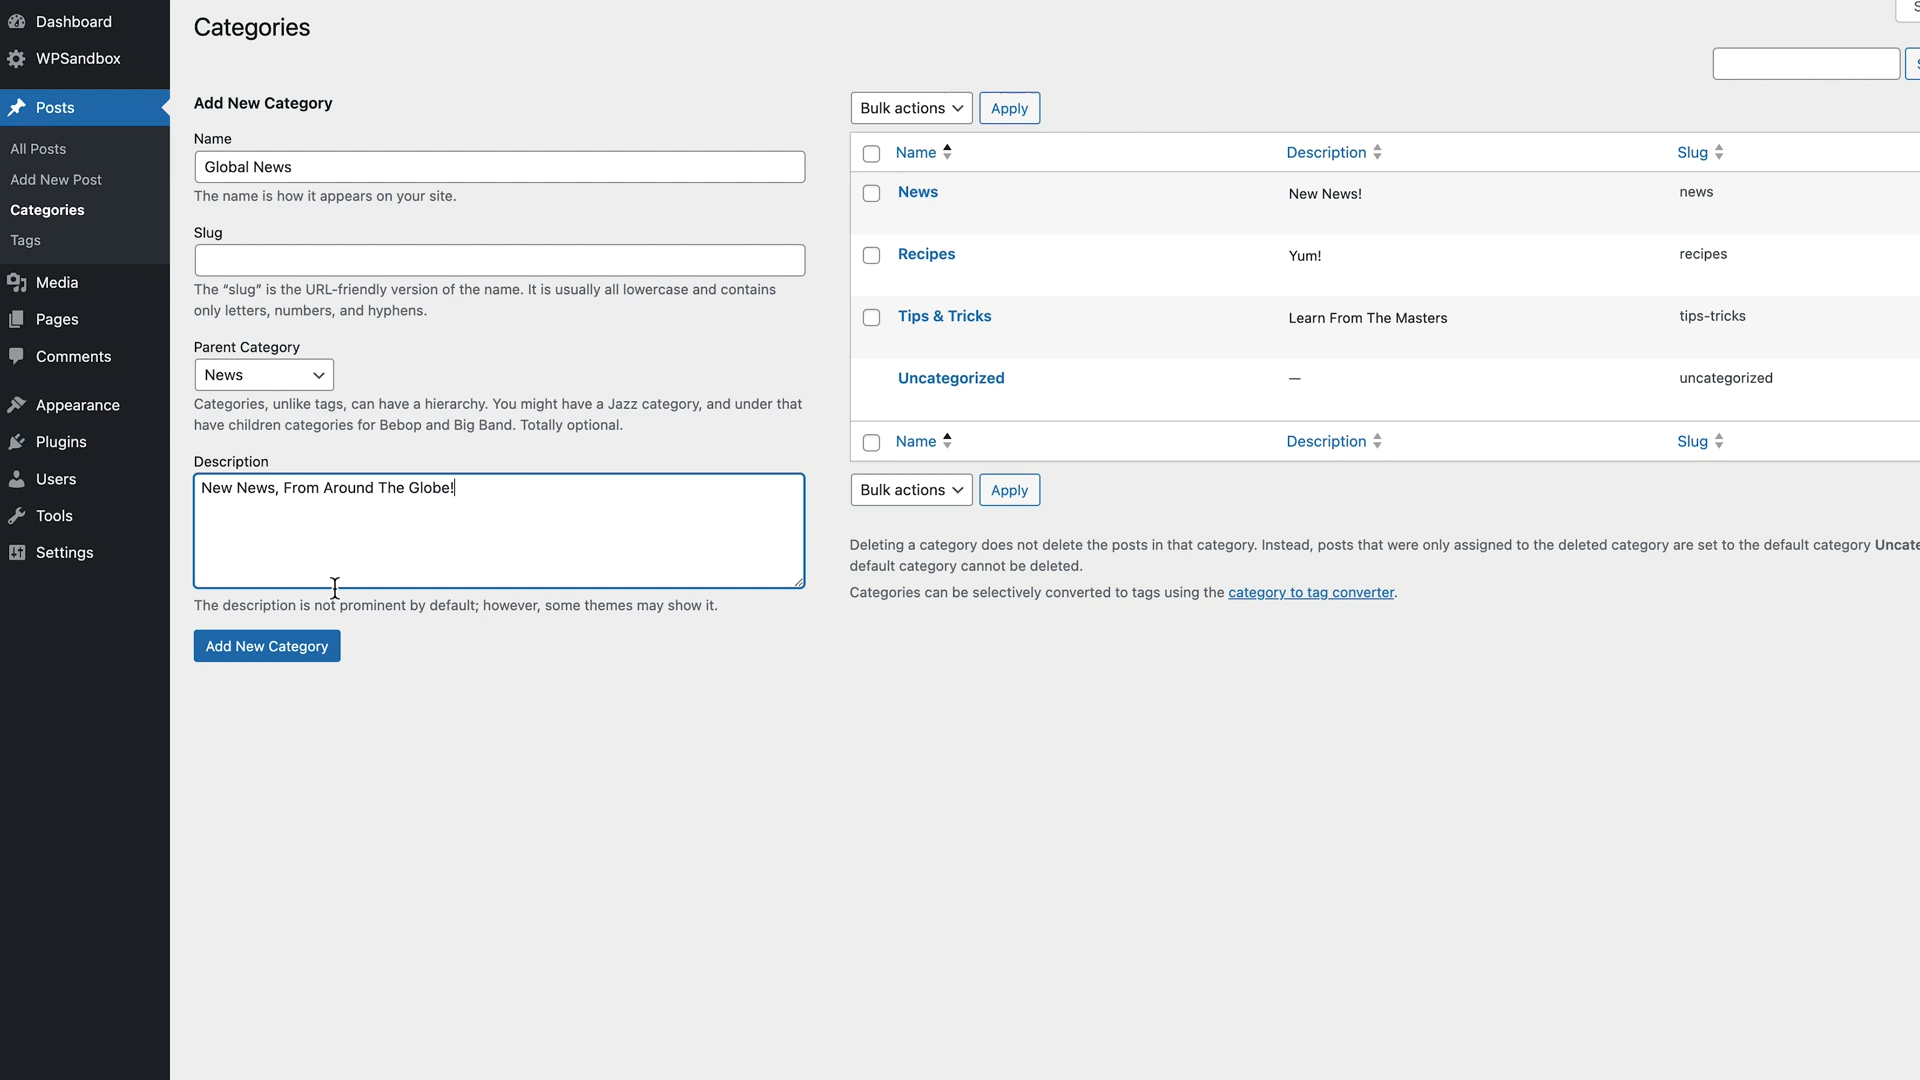 Dashboard
WPSandbox
Posts
All Posts
Add New Post
Categories
Tags
Media
Pages
Comments
Appearance
Plugins
Users
Tools
Settings
Categories
Add New Category
Name
Global News
The name is how it appears on your site.
Slug
The “slug” is the URL-friendly version of the name. It is usually all lowercase and contains
only letters, numbers, and hyphens.
Parent Category
News
Categories, unlike tags, can have a hierarchy. You might have a Jazz category, and under that
have children categories for Bebop and Big Band. Totally optional.
Description
New News, From Around The Globe!
The description is not prominent by default; however, some themes may show it.
Add New Category
Bulk actions Apply
Name Description Slug
News New News! news
Recipes Yum! recipes
Tips & Tricks Learn From The Masters tips-tricks
Uncategorized — uncategorized
Name Description Slug
Bulk actions Apply
Deleting a category does not delete the posts in that category. Instead, posts that were only assigned to the deleted category are set to the default category
default category cannot be deleted.
Categories can be selectively converted to tags using the category to tag converter.